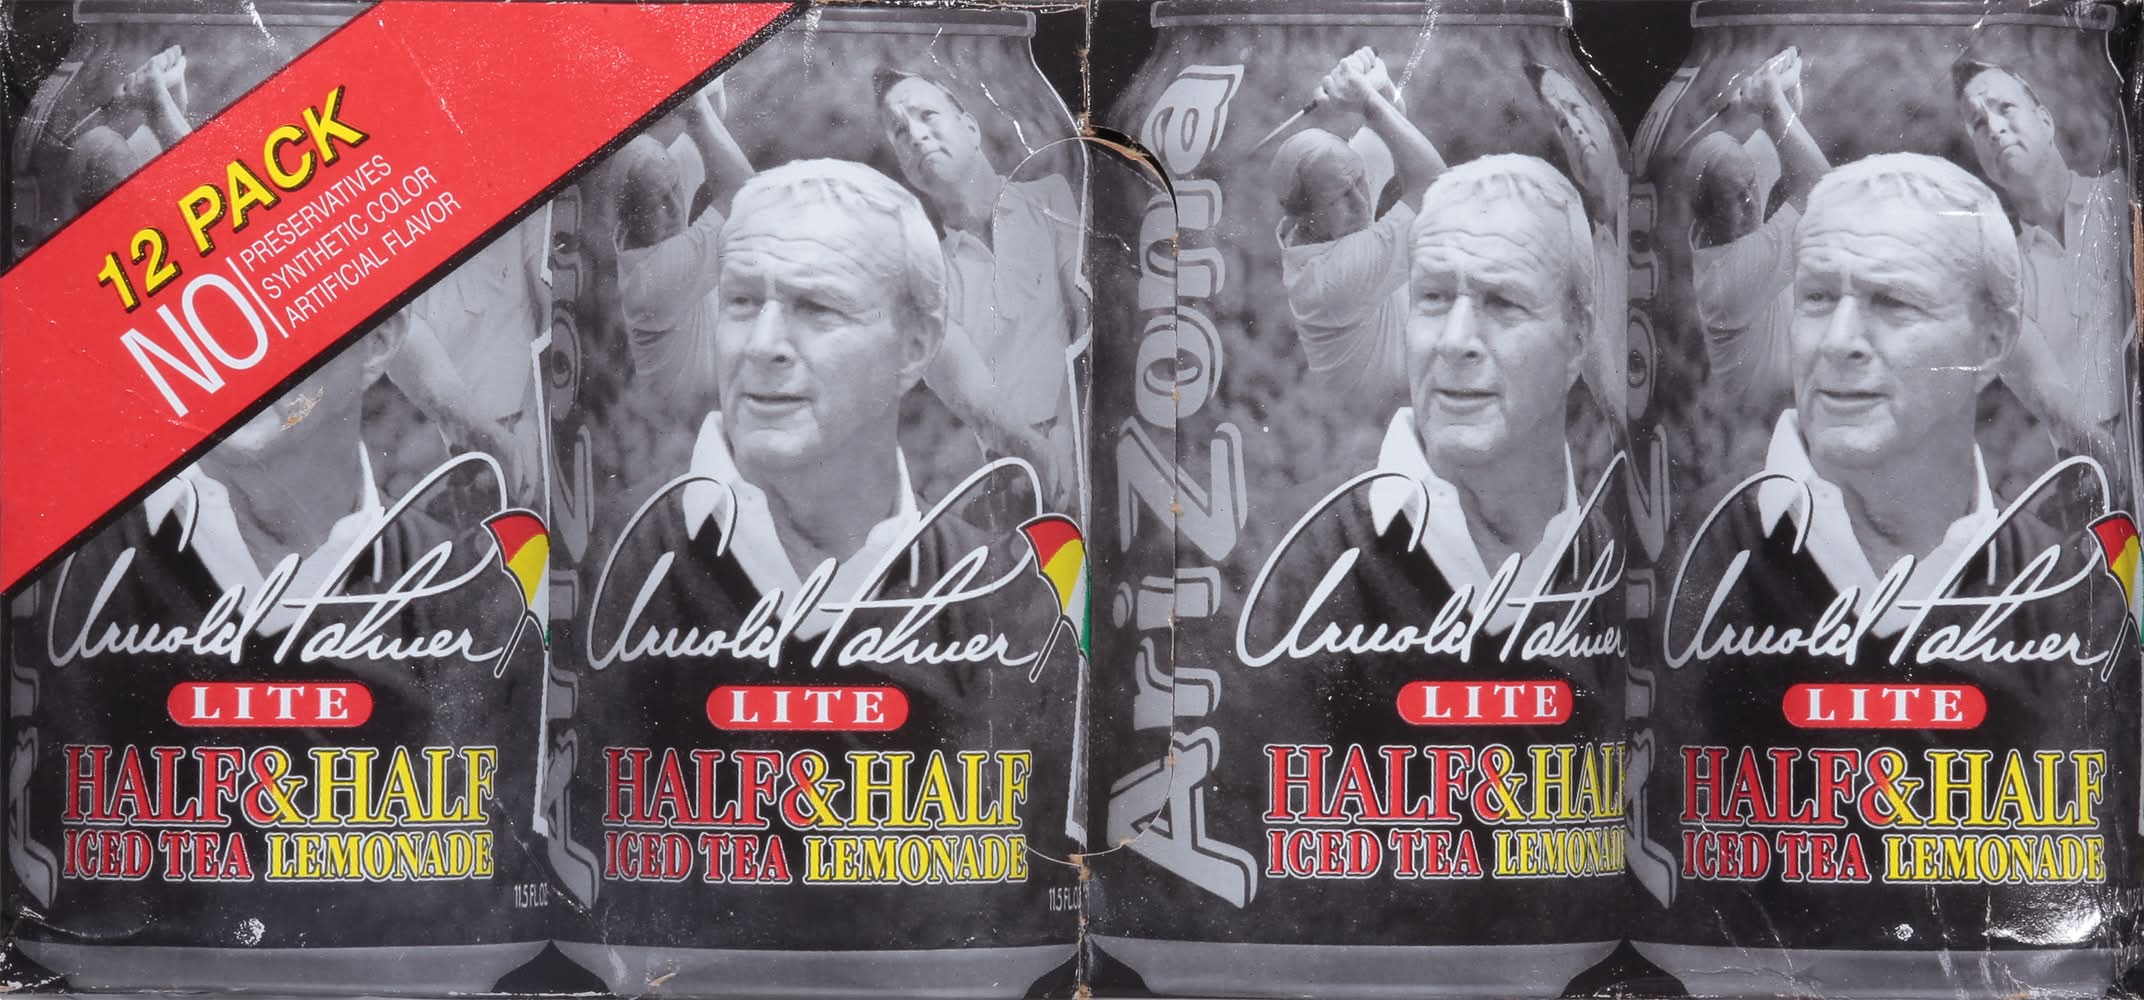 12 PACK
NO
PRESERVATIVES
SYNTHETIC COLOR
ARTIFICIAL FLAVOR
Arnold Palmer
LITE
HALF & HALF
ICED TEA LEMONADE
11.5 FL OZ
Arnold Palmer
LITE
HALF & HALF
ICED TEA LEMONADE
11.5 FL OZ
AriZona
Arnold Palmer
LITE
HALF & HALF
ICED TEA LEMONADE
Arnold Palmer
LITE
HALF & HALF
ICED TEA LEMONADE